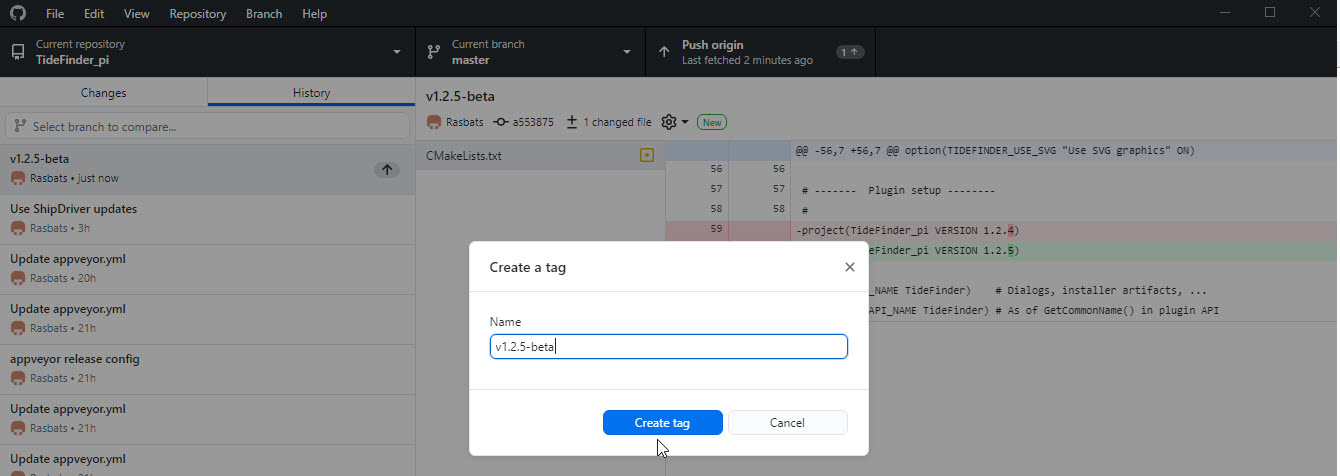 File Edit View Repository Branch Help
Current repository
TideFinder_pi
Current branch
master
Push origin
Last fetched 2 minutes ago
1
Changes
History
Select branch to compare...
v1.2.5-beta
Rasbats • just now
Use ShipDriver updates
Rasbats • 3h
Update appveyor.yml
Rasbats • 20h
Update appveyor.yml
Rasbats • 21h
appveyor release config
Rasbats • 21h
Update appveyor.yml
Rasbats • 21h
Update appveyor.yml
v1.2.5-beta
Rasbats a553875 1 changed file New
CMakeLists.txt
@@ -56,7 +56,7 @@ option(TIDEFINDER_USE_SVG "Use SVG graphics" ON)
56 56
57 57 # ------- Plugin setup --------
58 58 #
59 -project(TideFinder_pi VERSION 1.2.4)
eFinder_pi VERSION 1.2.5)
_NAME TideFinder) # Dialogs, installer artifacts, ...
API_NAME TideFinder) # As of GetCommonName() in plugin API
Create a tag
Name
v1.2.5-beta
Create tag
Cancel